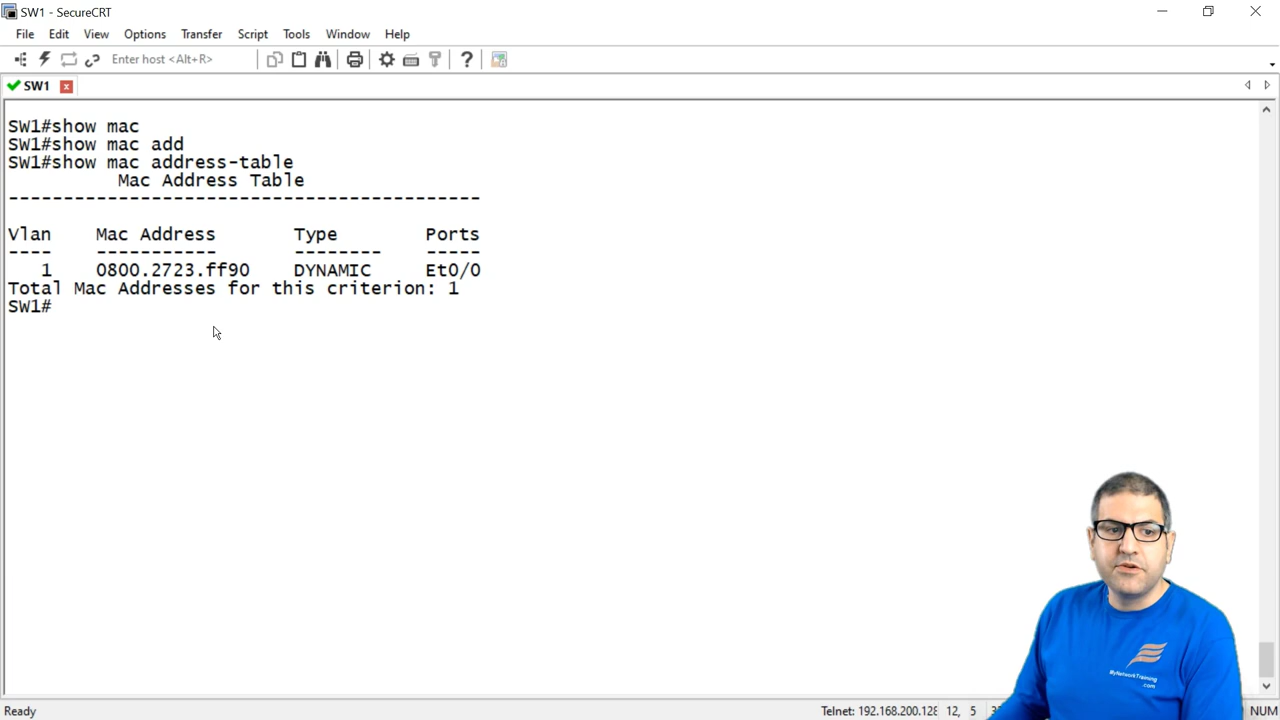 SW1 - SecureCRT
File Edit View Options Transfer Script Tools Window Help
Enter host <Alt+R>
SW1
SW1#show mac
SW1#show mac add
SW1#show mac address-table
Mac Address Table
-------------------------------------------
Vlan Mac Address Type Ports
---- ----------- -------- -----
1 0800.2723.ff90 DYNAMIC Et0/0
Total Mac Addresses for this criterion: 1
SW1#
MyNetworkTraining
.com
Ready Telnet: 192.168.200.128 12, 5 NUM